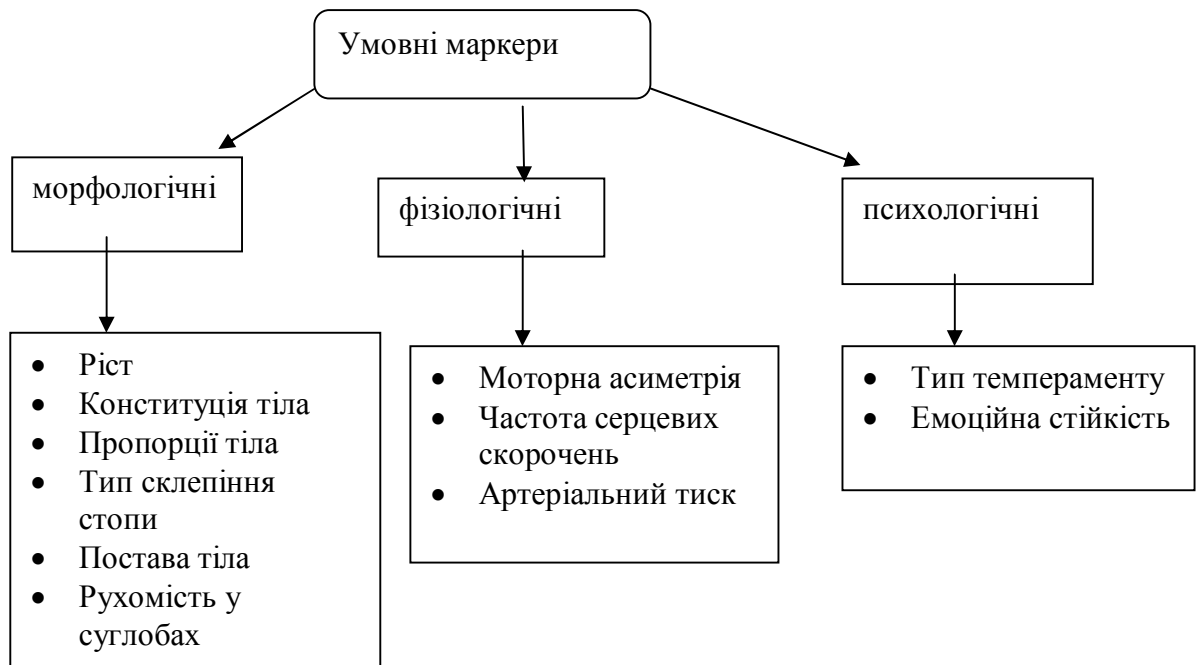 Умовні маркери
морфологічні
фізіологічні
психологічні
• Ріст
• Конституція тіла
• Пропорції тіла
• Тип склепіння
стопи
• Постава тіла
• Рухомість у
суглобах
• Моторна асиметрія
• Частота серцевих
скорочень
• Артеріальний тиск
• Тип темпераменту
• Емоційна стійкість